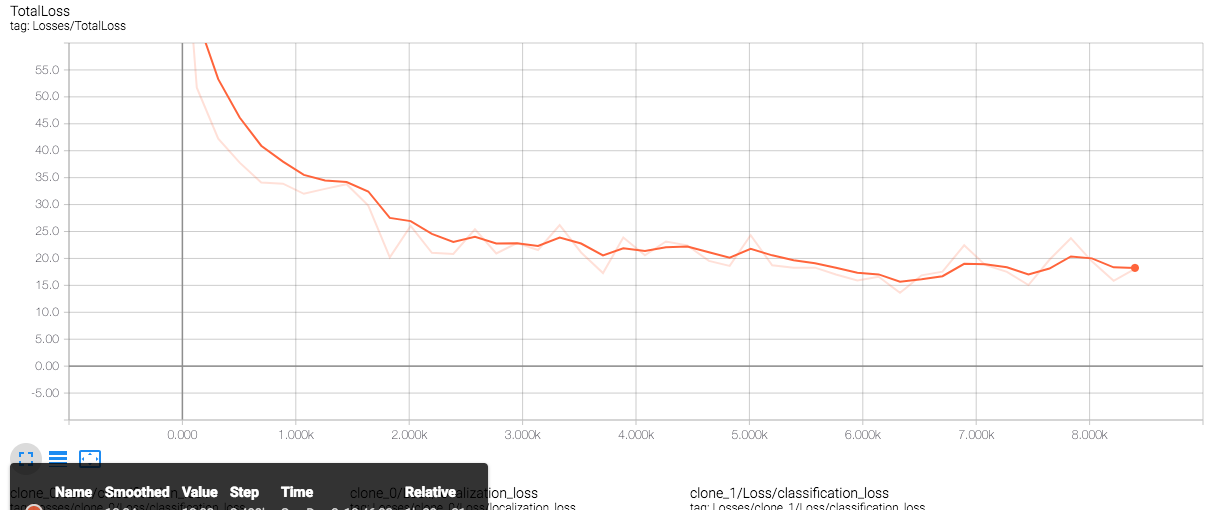 TotalLoss
tag: Losses/TotalLoss
55.0
50.0
45.0
40.0
35.0
30.0
25.0
20.0
15.0
10.0
5.00
0.00
-5.00
0.000 1.000k 2.000k 3.000k 4.000k 5.000k 6.000k 7.000k 8.000k
Name Smoothed Value Step Time Relative
clone_1/Loss/classification_loss
tag: Losses/clone_1/Loss/classification_loss